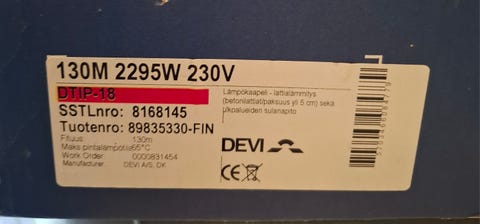 130M 2295W 230V
DTIP-18
SSTLnro: 8168145
Tuotenro: 89835330-FIN
Pituus: 130m
Maks pintalämpötila: 65°C
Work Order 0000831454
Manufacturer: DEVI A/S, DK
Lämpökaapeli - lattialämmitys
(betonilattiat/paksuus yli 5 cm) sekä
ulkoalueiden sulanapito
DEVI
CE